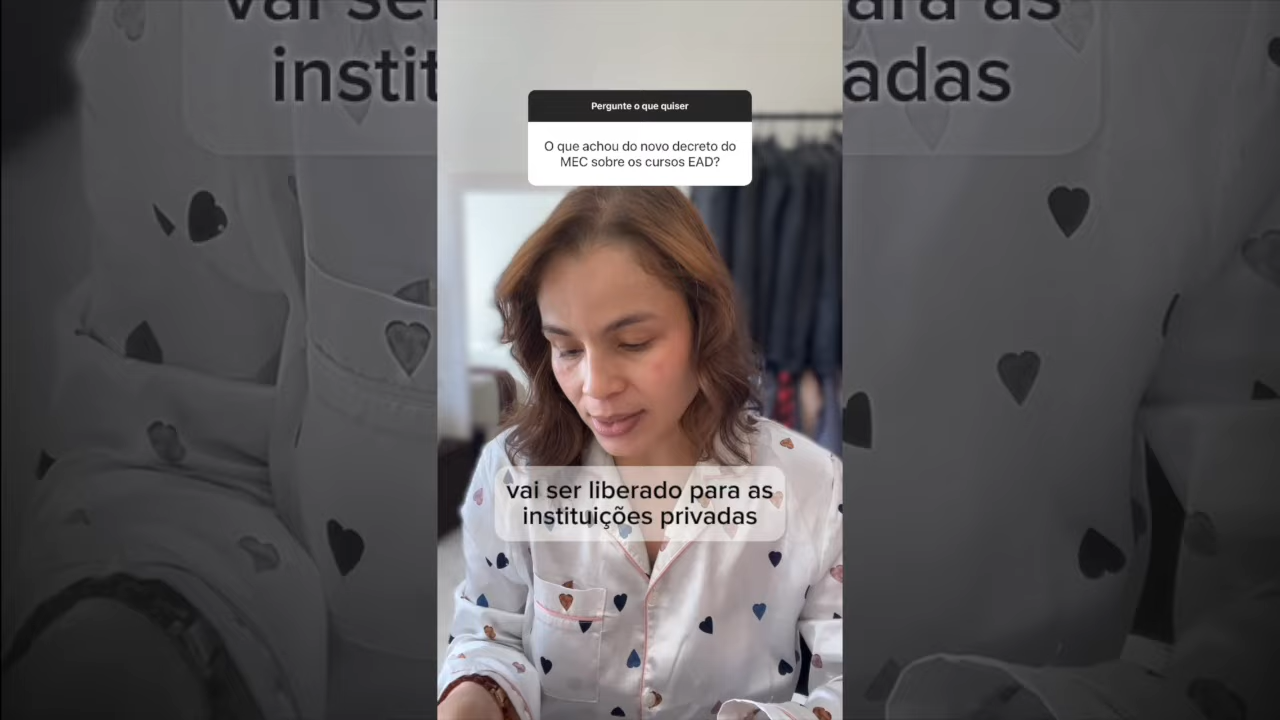 Pergunte o que quiser
O que achou do novo decreto do
MEC sobre os cursos EAD?
vai ser liberado para as
instituições privadas